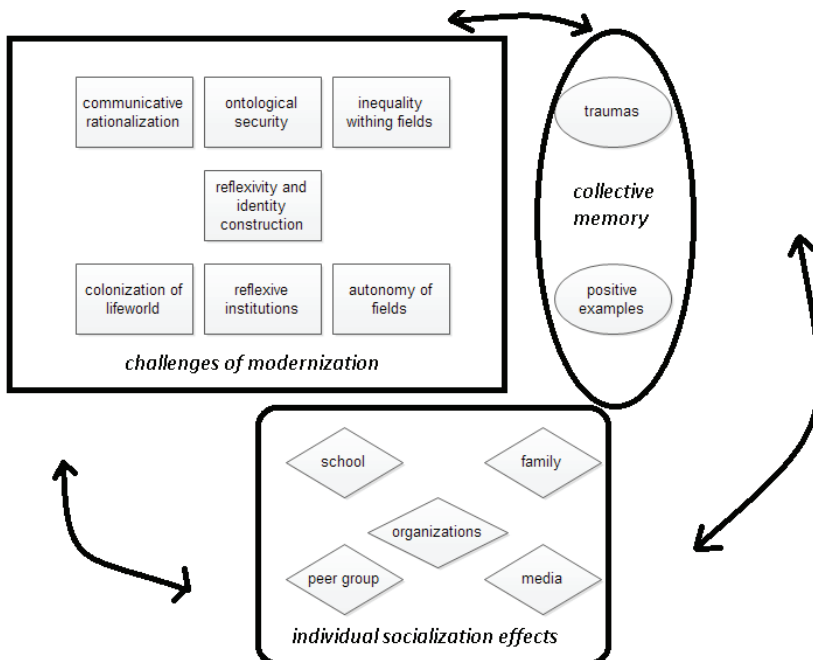 communicative
rationalization
ontological
security
inequality
withing fields
traumas
reflexivity and
identity
construction
collective
memory
colonization of
lifeworld
reflexive
institutions
autonomy of
fields
positive
examples
challenges of modernization
school
family
organizations
peer group
media
individual socialization effects